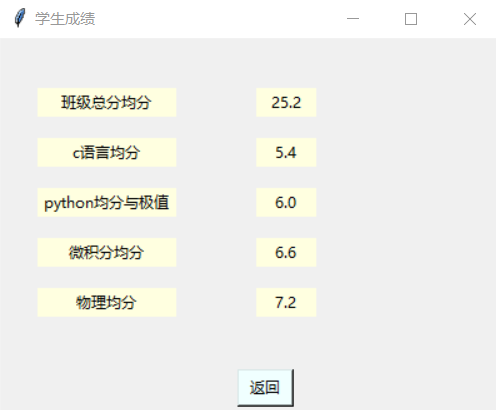 学生成绩
班级总分均分 25.2
c语言均分 5.4
python均分与极值 6.0
微积分均分 6.6
物理均分 7.2
返回